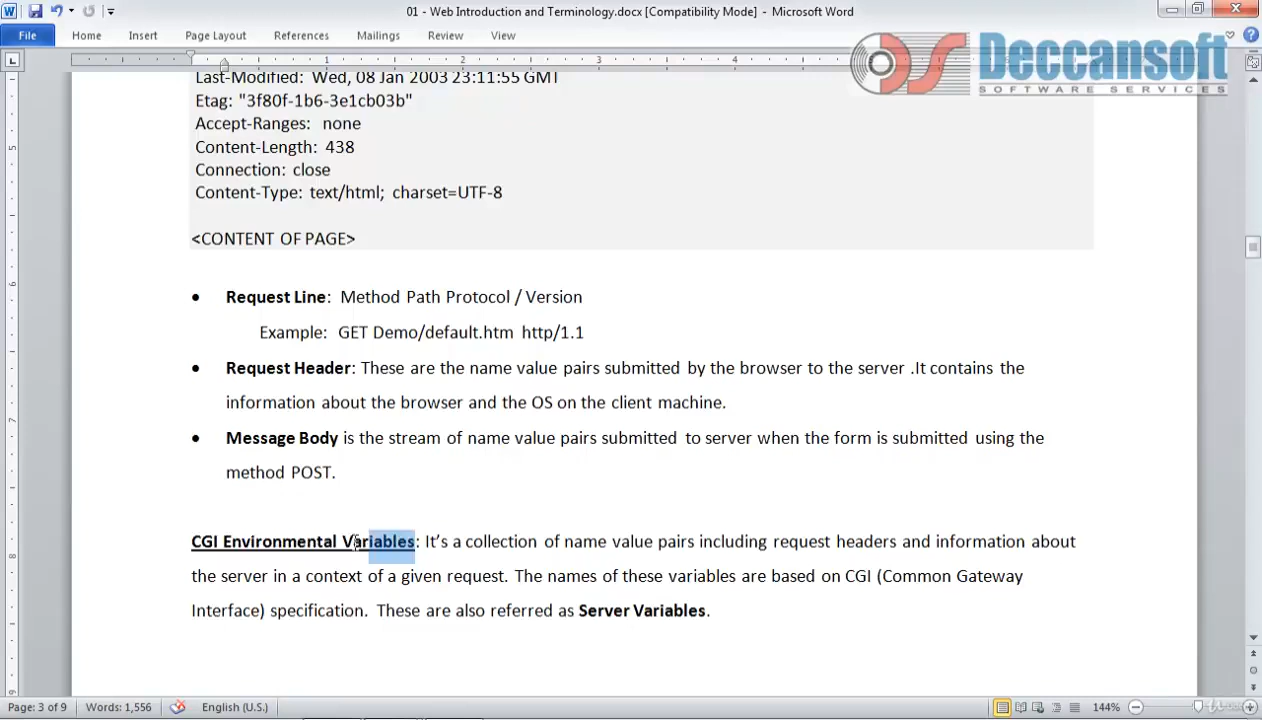 01 - Web Introduction and Terminology.docx [Compatibility Mode] - Microsoft Word
File Home Insert Page Layout References Mailings Review View
Deccansoft
SOFTWARE SERVICES
1 2 3 4
Last-Modified: Wed, 08 Jan 2003 23:11:55 GMT
Etag: "3f80f-1b6-3e1cb03b"
Accept-Ranges: none
Content-Length: 438
Connection: close
Content-Type: text/html; charset=UTF-8
<CONTENT OF PAGE>
• Request Line: Method Path Protocol / Version
Example: GET Demo/default.htm http/1.1
• Request Header: These are the name value pairs submitted by the browser to the server .It contains the
information about the browser and the OS on the client machine.
• Message Body is the stream of name value pairs submitted to server when the form is submitted using the
method POST.
CGI Environmental Variables: It’s a collection of name value pairs including request headers and information about
the server in a context of a given request. The names of these variables are based on CGI (Common Gateway
Interface) specification. These are also referred as Server Variables.
Page: 3 of 9 Words: 1,556 English (U.S.) 144%